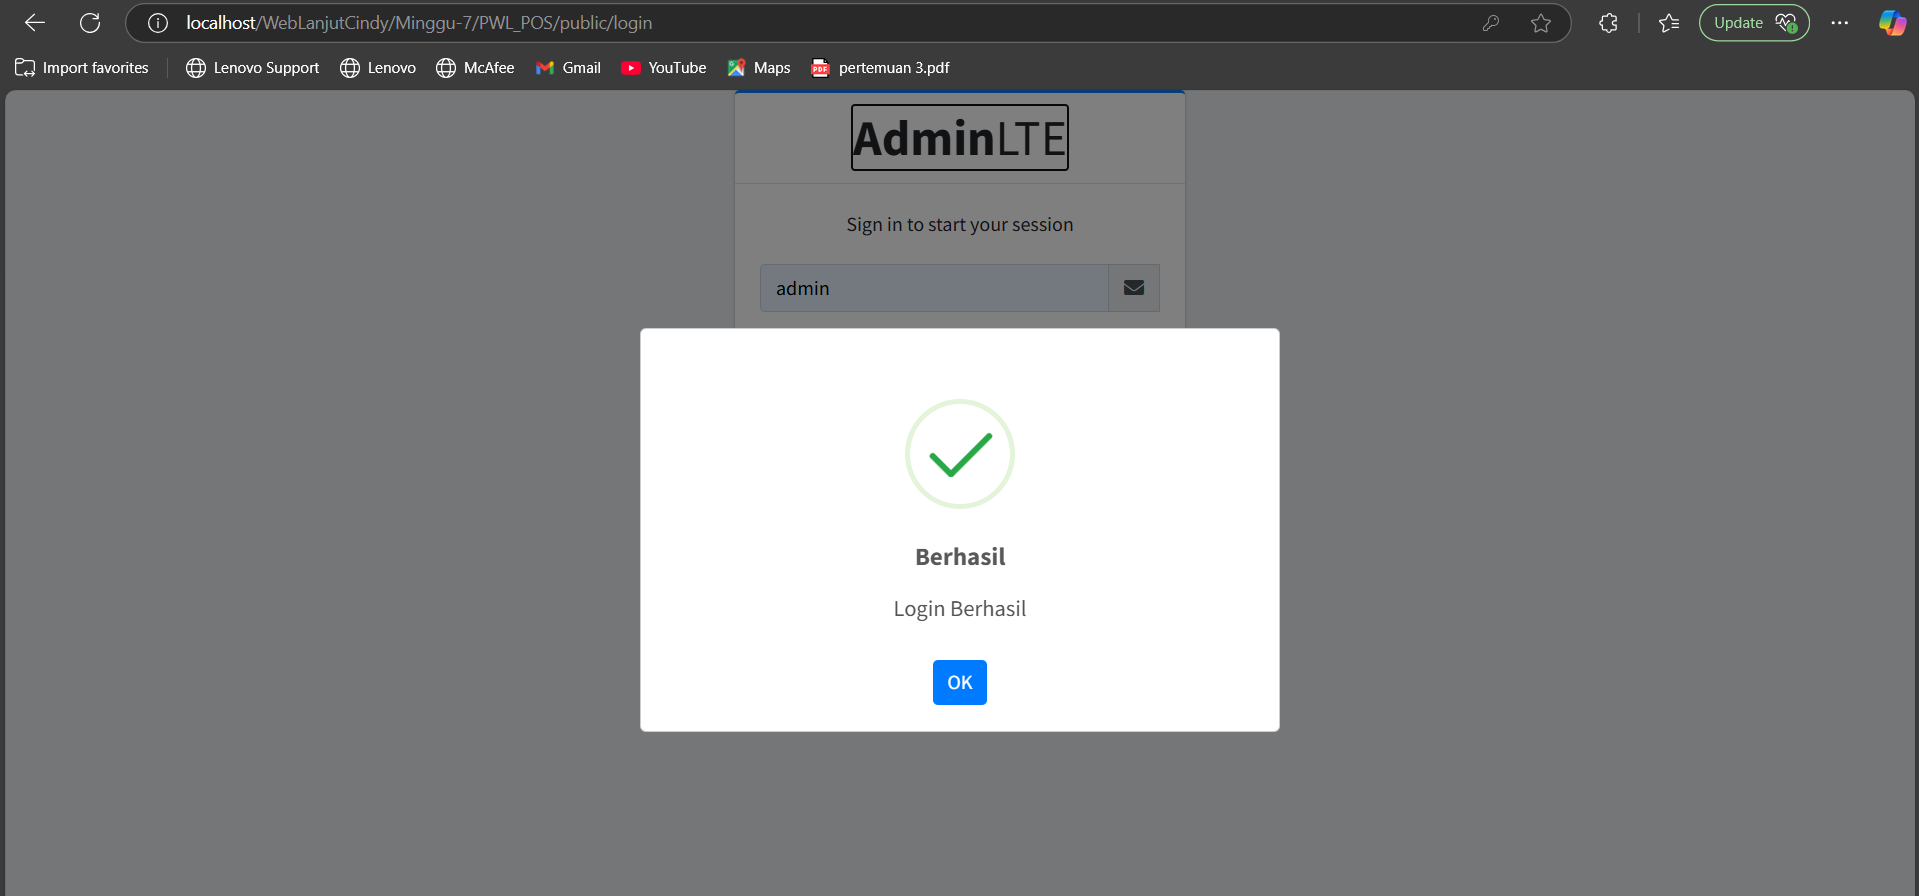 localhost/WebLanjutCindy/Minggu-7/PWL_POS/public/login
Update
Import favorites
Lenovo Support
Lenovo
McAfee
Gmail
YouTube
Maps
PDF
pertemuan 3.pdf
AdminLTE
Sign in to start your session
admin
Berhasil
Login Berhasil
OK